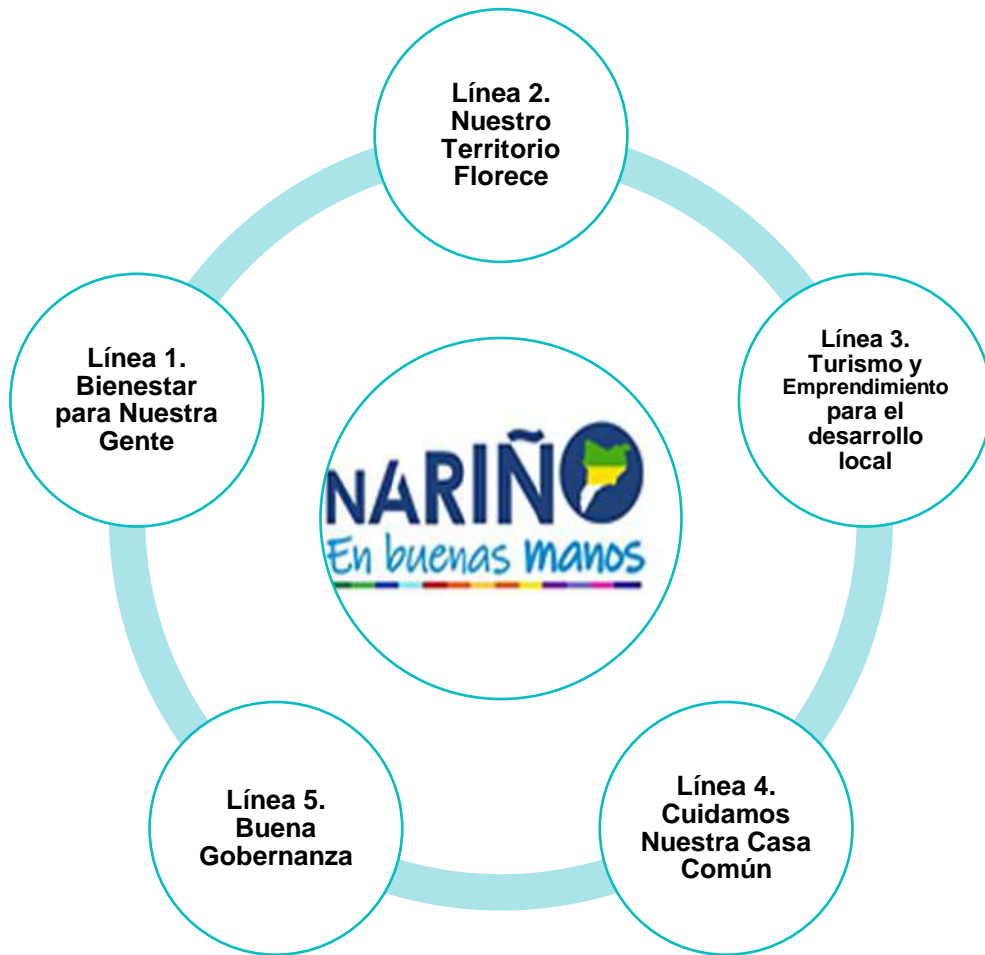 Línea 2.
Nuestro
Territorio
Florece
Línea 1.
Bienestar
para Nuestra
Gente
Línea 3.
Turismo y
Emprendimiento
para el
desarrollo
local
NARIÑO
En buenas manos
Línea 5.
Buena
Gobernanza
Línea 4.
Cuidamos
Nuestra Casa
Común